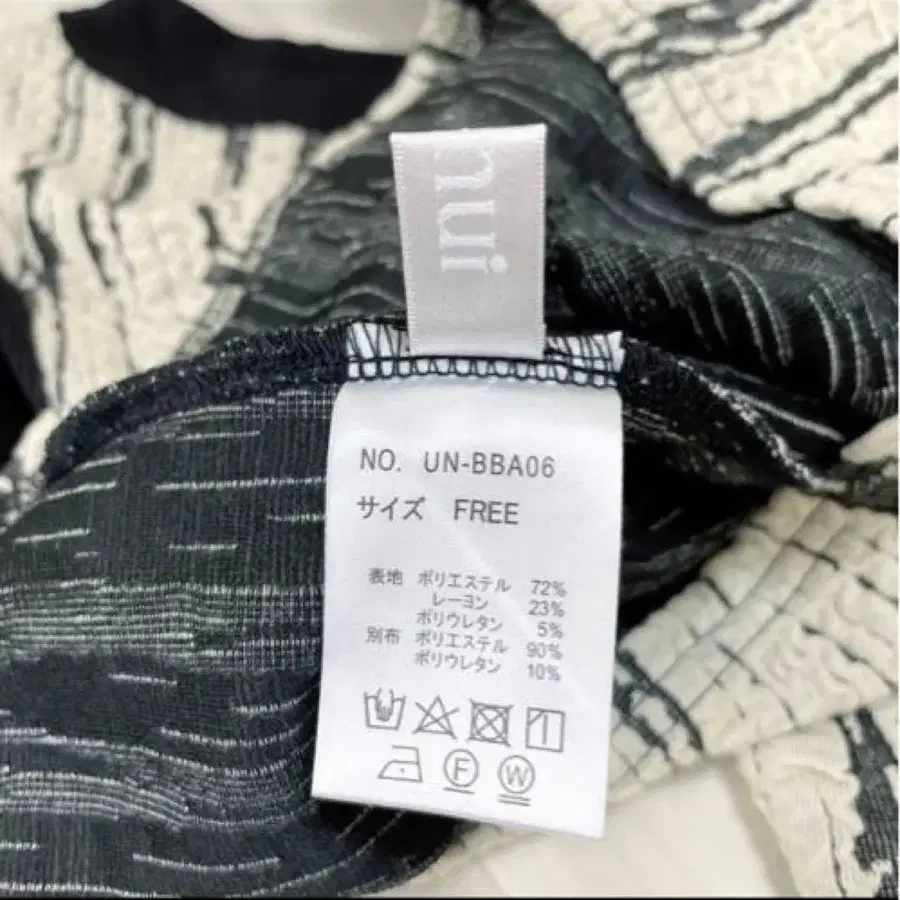 nui
NO. UN-BBA06
サイズ FREE
表地 ポリエステル 72%
レーヨン 23%
ポリウレタン 5%
別布 ポリエステル 90%
ポリウレタン 10%
F W